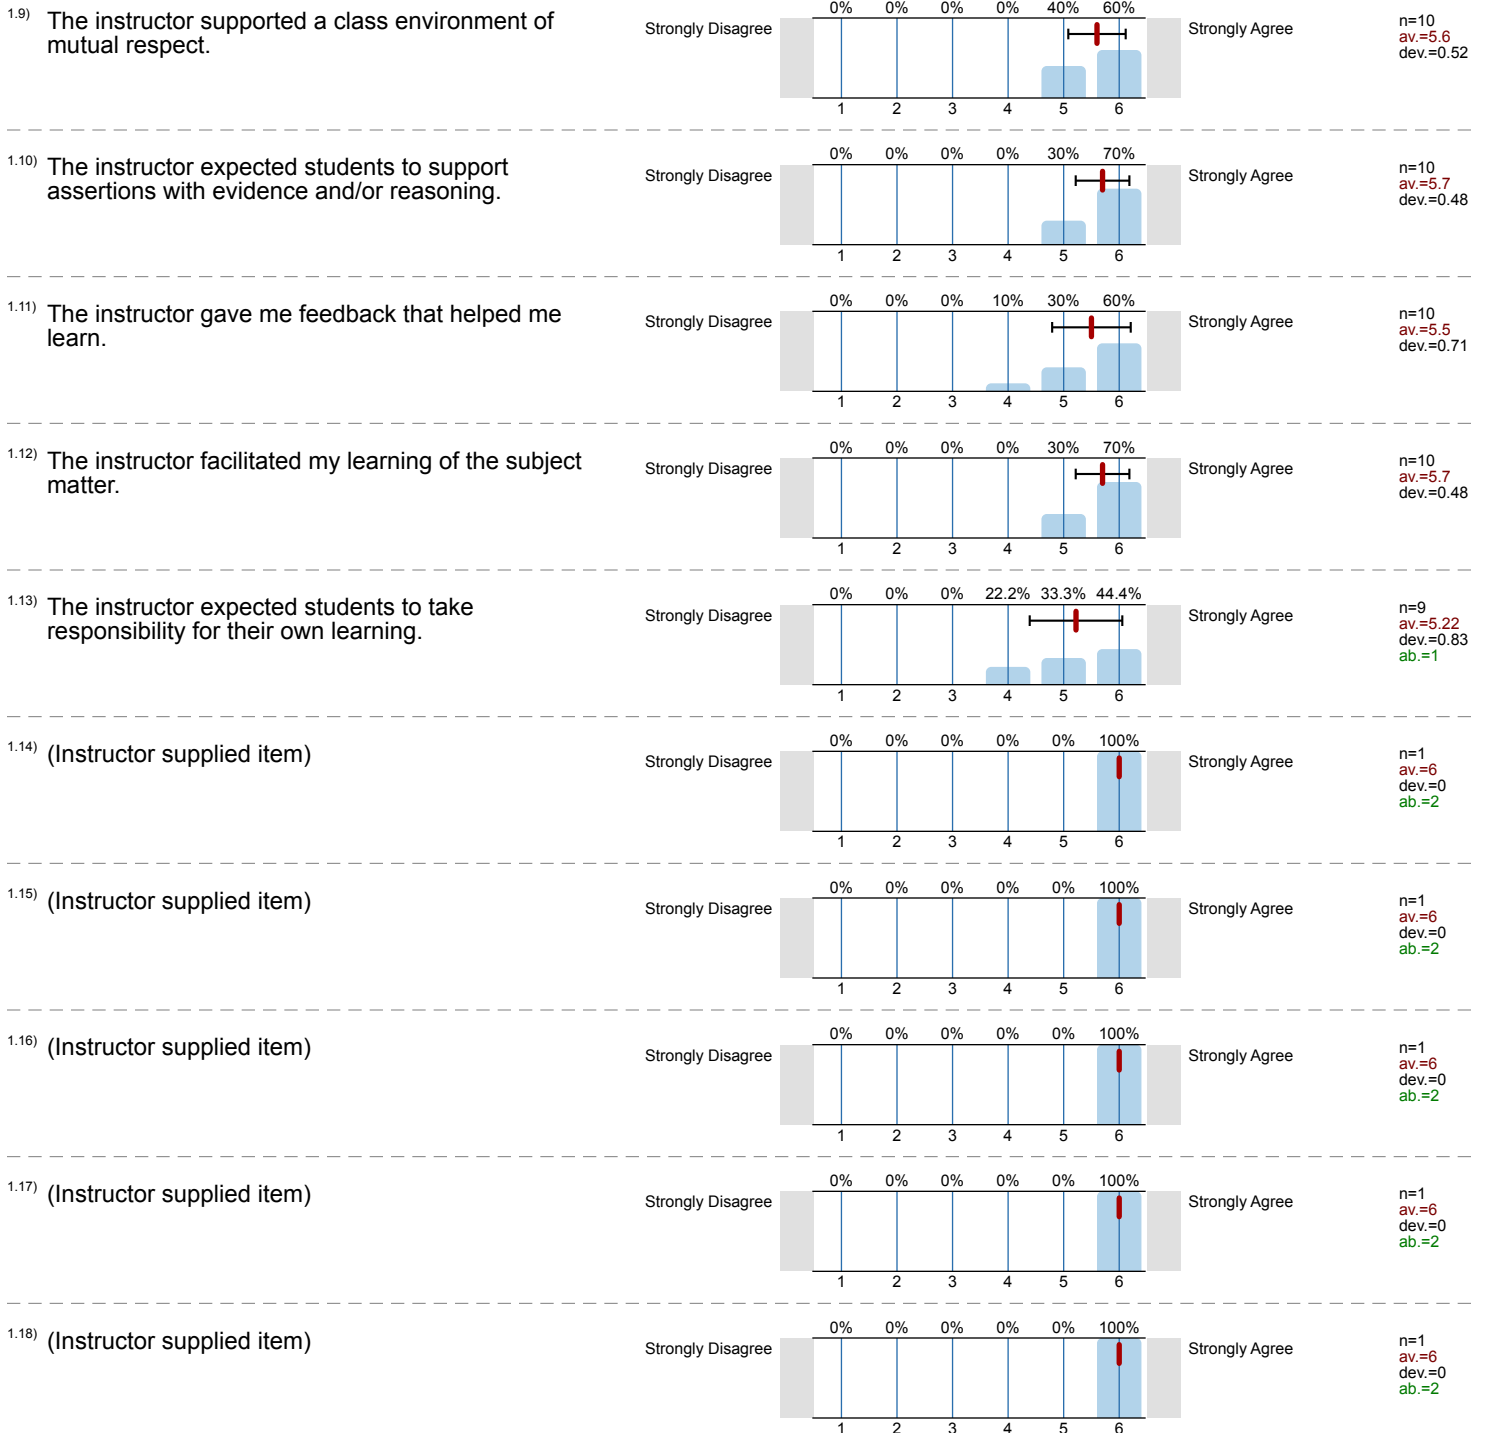 1.9) The instructor supported a class environment of
mutual respect.
Strongly Disagree
0% 0% 0% 0% 40% 60%
1 2 3 4 5 6
Strongly Agree
n=10
av.=5.6
dev.=0.52
1.10) The instructor expected students to support
assertions with evidence and/or reasoning.
Strongly Disagree
0% 0% 0% 0% 30% 70%
1 2 3 4 5 6
Strongly Agree
n=10
av.=5.7
dev.=0.48
1.11) The instructor gave me feedback that helped me
learn.
Strongly Disagree
0% 0% 0% 10% 30% 60%
1 2 3 4 5 6
Strongly Agree
n=10
av.=5.5
dev.=0.71
1.12) The instructor facilitated my learning of the subject
matter.
Strongly Disagree
0% 0% 0% 0% 30% 70%
1 2 3 4 5 6
Strongly Agree
n=10
av.=5.7
dev.=0.48
1.13) The instructor expected students to take
responsibility for their own learning.
Strongly Disagree
0% 0% 0% 22.2% 33.3% 44.4%
1 2 3 4 5 6
Strongly Agree
n=9
av.=5.22
dev.=0.83
ab.=1
1.14) (Instructor supplied item)
Strongly Disagree
0% 0% 0% 0% 0% 100%
1 2 3 4 5 6
Strongly Agree
n=1
av.=6
dev.=0
ab.=2
1.15) (Instructor supplied item)
Strongly Disagree
0% 0% 0% 0% 0% 100%
1 2 3 4 5 6
Strongly Agree
n=1
av.=6
dev.=0
ab.=2
1.16) (Instructor supplied item)
Strongly Disagree
0% 0% 0% 0% 0% 100%
1 2 3 4 5 6
Strongly Agree
n=1
av.=6
dev.=0
ab.=2
1.17) (Instructor supplied item)
Strongly Disagree
0% 0% 0% 0% 0% 100%
1 2 3 4 5 6
Strongly Agree
n=1
av.=6
dev.=0
ab.=2
1.18) (Instructor supplied item)
Strongly Disagree
0% 0% 0% 0% 0% 100%
1 2 3 4 5 6
Strongly Agree
n=1
av.=6
dev.=0
ab.=2